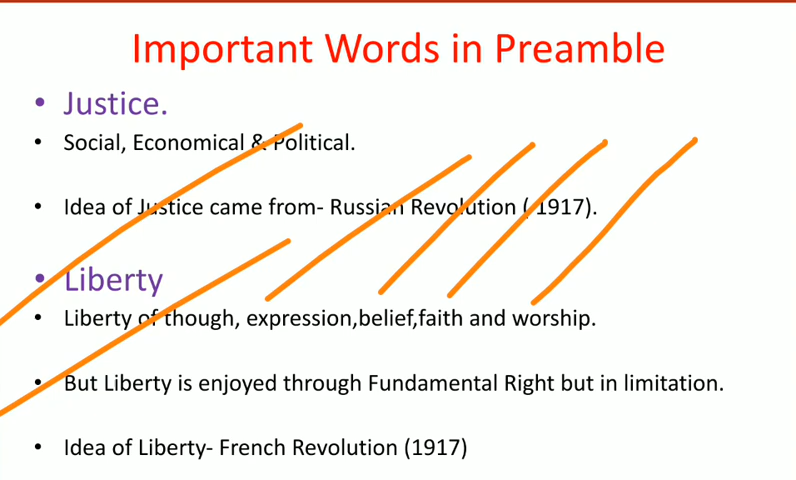 Important Words in Preamble
• Justice.
• Social, Economical & Political.
• Idea of Justice came from- Russian Revolution ( 1917).
• Liberty
• Liberty of though, expression,belief,faith and worship.
• But Liberty is enjoyed through Fundamental Right but in limitation.
• Idea of Liberty- French Revolution (1917)